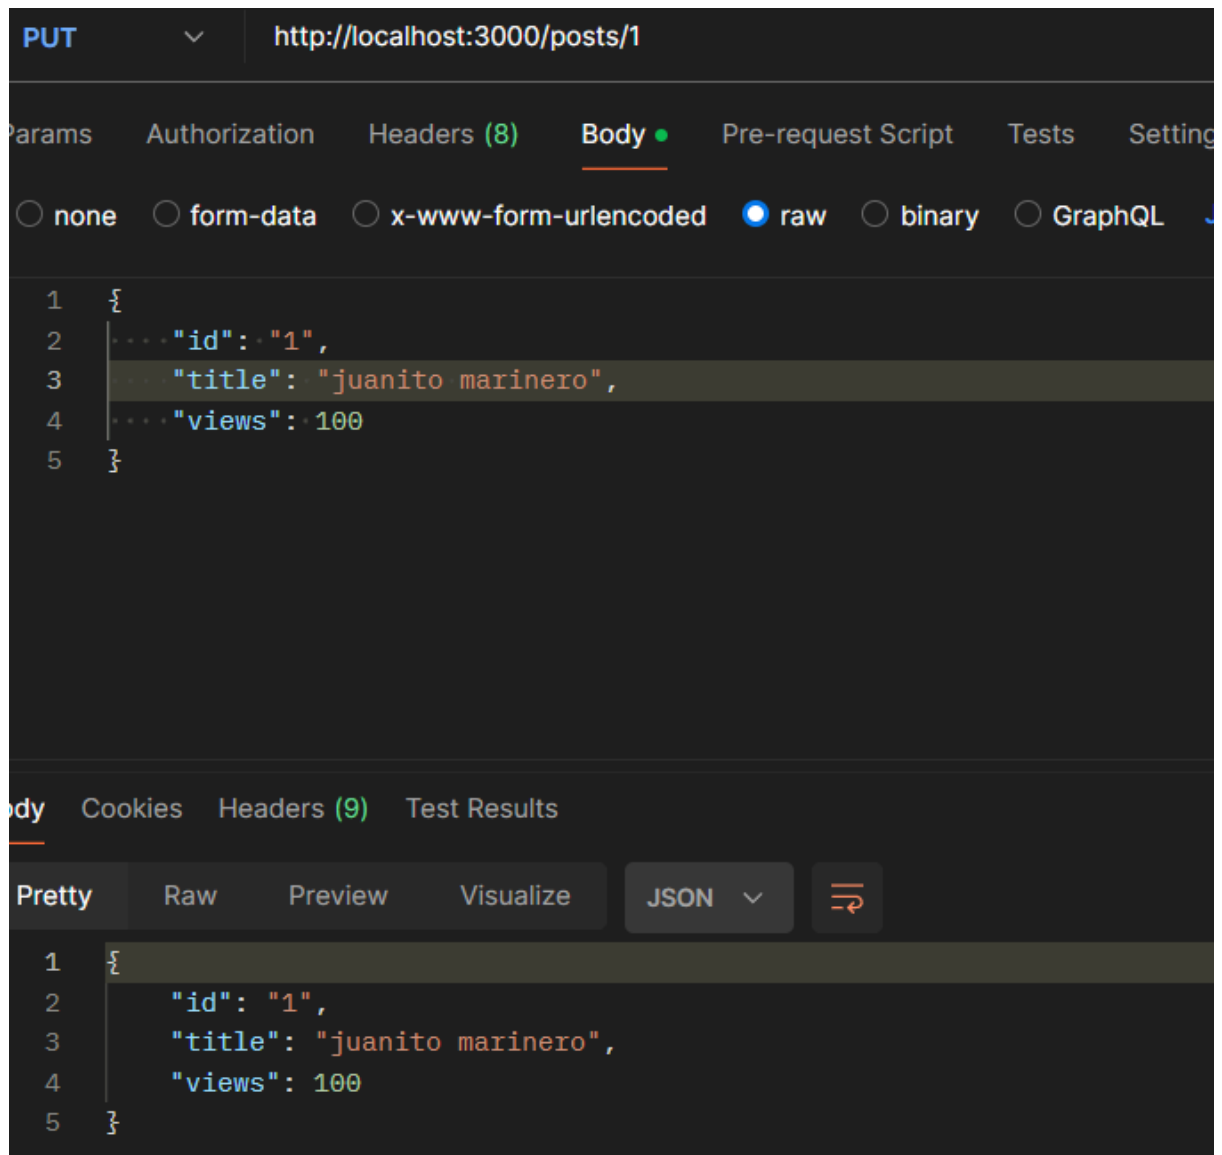 PUT http://localhost:3000/posts/1
Params Authorization Headers (8) Body Pre-request Script Tests Setting
none form-data x-www-form-urlencoded raw binary GraphQL J
1 {
2 "id": "1",
3 "title": "juanito marinero",
4 "views": 100
5 }
ody Cookies Headers (9) Test Results
Pretty Raw Preview Visualize JSON
1 {
2 "id": "1",
3 "title": "juanito marinero",
4 "views": 100
5 }